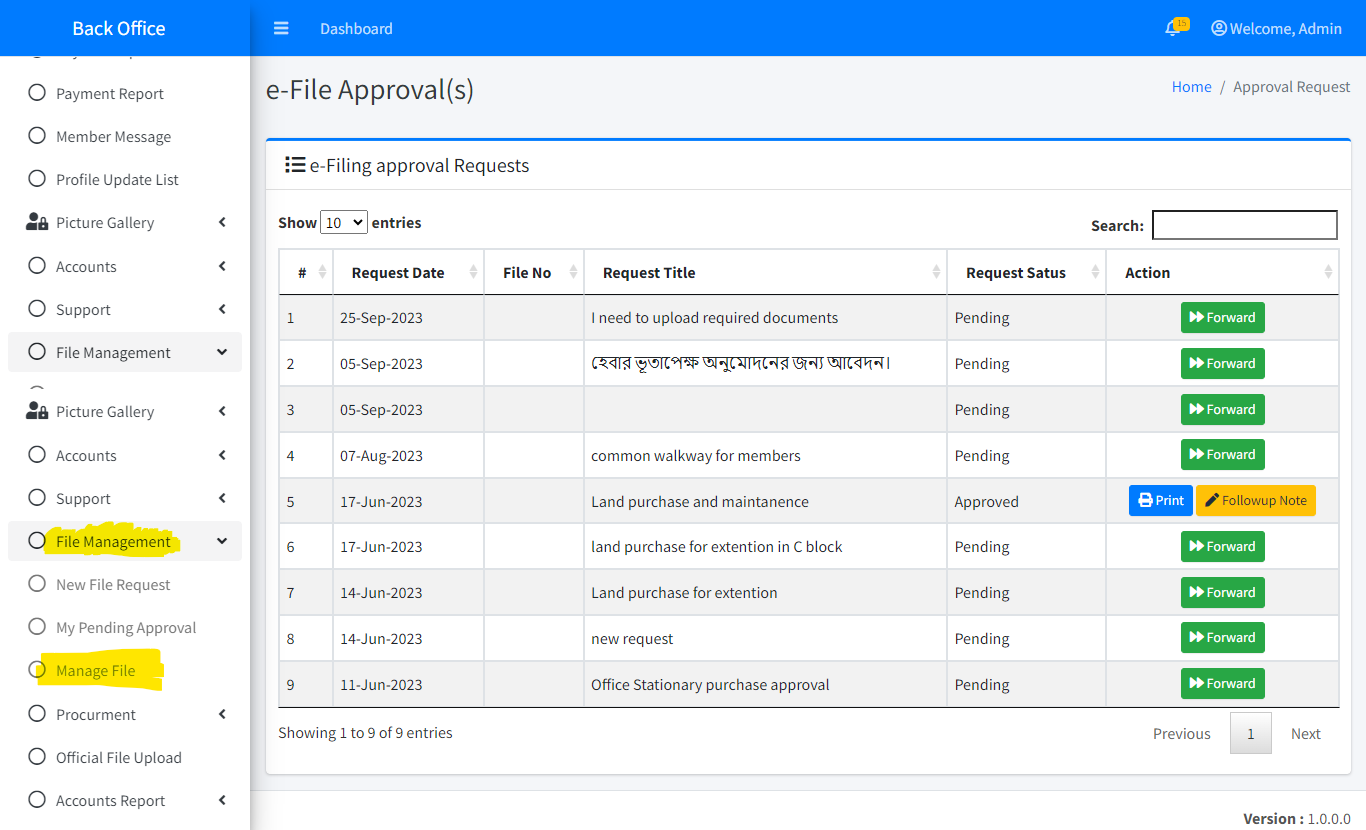 Back Office
Dashboard
15
Welcome, Admin
Payment Report
Member Message
Profile Update List
Picture Gallery
Accounts
Support
File Management
Picture Gallery
Accounts
Support
File Management
New File Request
My Pending Approval
Manage File
Procurment
Official File Upload
Accounts Report
e-File Approval(s)
Home / Approval Request
e-Filing approval Requests
Show 10 entries
Search:
# Request Date File No Request Title Request Satus Action
1 25-Sep-2023 I need to upload required documents Pending Forward
2 05-Sep-2023 হেবার ভূতাপেক্ষ অনুমোদনের জন্য আবেদন। Pending Forward
3 05-Sep-2023 Pending Forward
4 07-Aug-2023 common walkway for members Pending Forward
5 17-Jun-2023 Land purchase and maintanence Approved Print Followup Note
6 17-Jun-2023 land purchase for extention in C block Pending Forward
7 14-Jun-2023 Land purchase for extention Pending Forward
8 14-Jun-2023 new request Pending Forward
9 11-Jun-2023 Office Stationary purchase approval Pending Forward
Showing 1 to 9 of 9 entries
Previous 1 Next
Version : 1.0.0.0